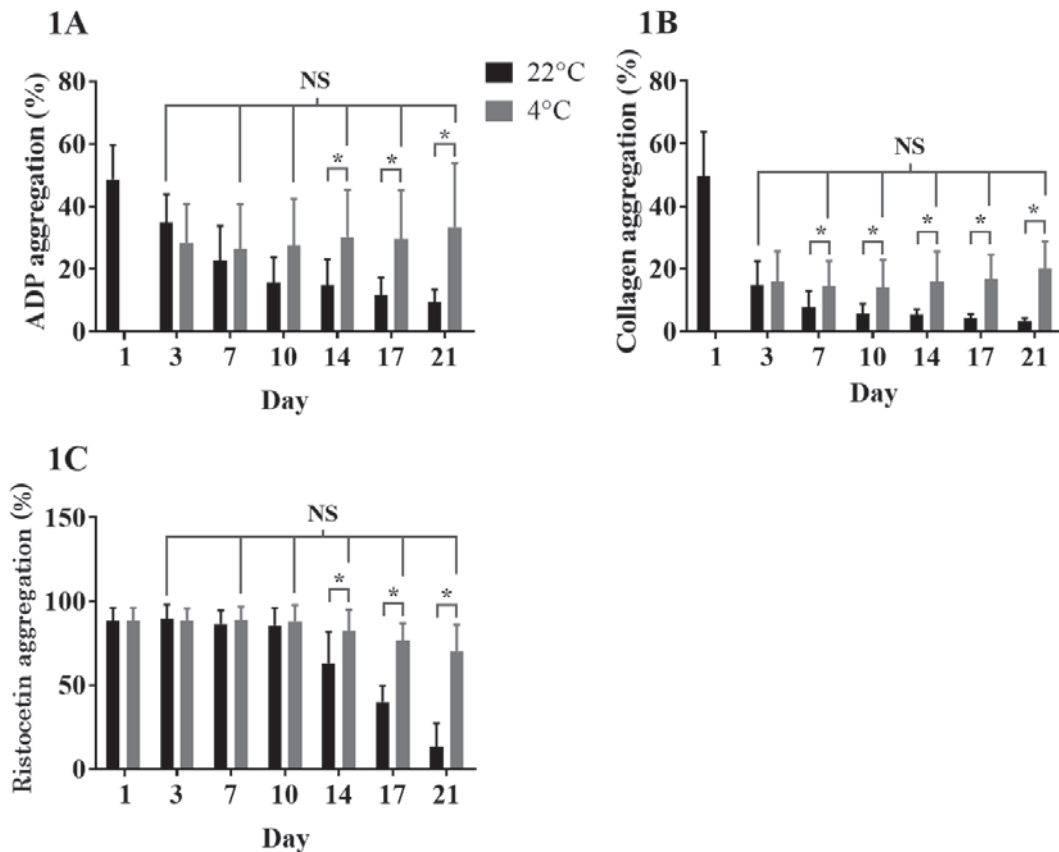 1A
ADP aggregation (%)
80
60
40
20
0
NS
* * *
1 3 7 10 14 17 21
Day
22°C
4°C
1B
Collagen aggregation (%)
80
60
40
20
0
NS
* * * * *
1 3 7 10 14 17 21
Day
1C
Ristocetin aggregation (%)
150
100
50
0
NS
* * *
1 3 7 10 14 17 21
Day